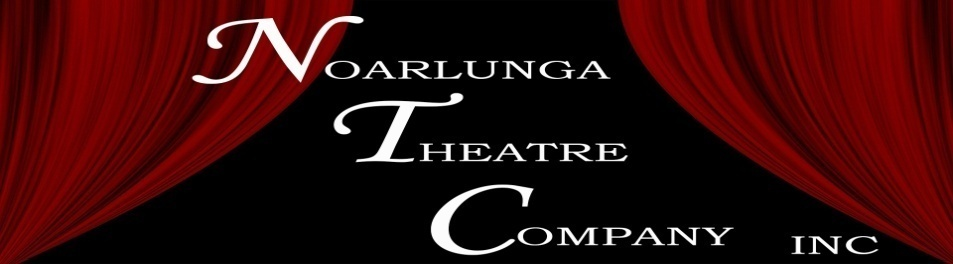 NOARLUNGA
THEATRE
COMPANY INC